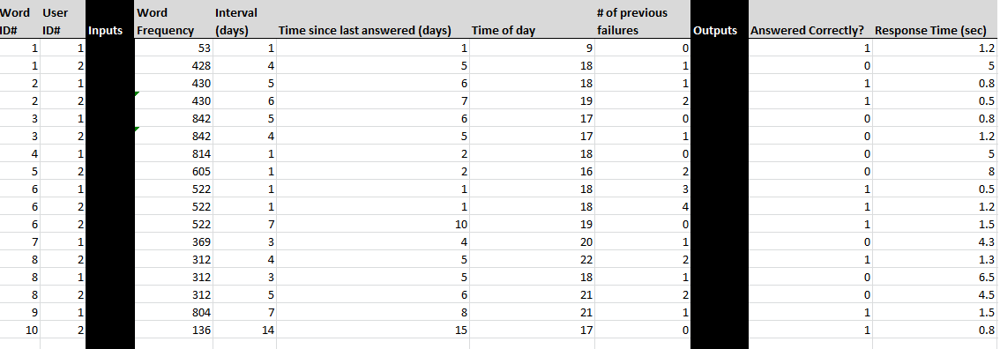 Word User Word Interval # of previous
ID# ID# Inputs Frequency (days) Time since last answered (days) Time of day failures Outputs Answered Correctly? Response Time (sec)
1 1 53 1 1 9 0 1 1.2
1 2 428 4 5 18 1 0 5
2 1 430 5 6 18 1 1 0.8
2 2 430 6 7 19 2 1 0.5
3 1 842 5 6 17 0 0 0.8
3 2 842 4 5 17 1 0 1.2
4 1 814 1 2 18 0 0 5
5 2 605 1 2 16 2 0 8
6 1 522 1 1 18 3 1 0.5
6 2 522 1 1 18 4 1 1.2
6 2 522 7 10 19 0 1 1.5
7 1 369 3 4 20 1 0 4.3
8 2 312 4 5 22 2 1 1.3
8 1 312 3 5 18 1 0 6.5
8 2 312 5 6 21 2 0 4.5
9 1 804 7 8 21 1 1 1.5
10 2 136 14 15 17 0 1 0.8